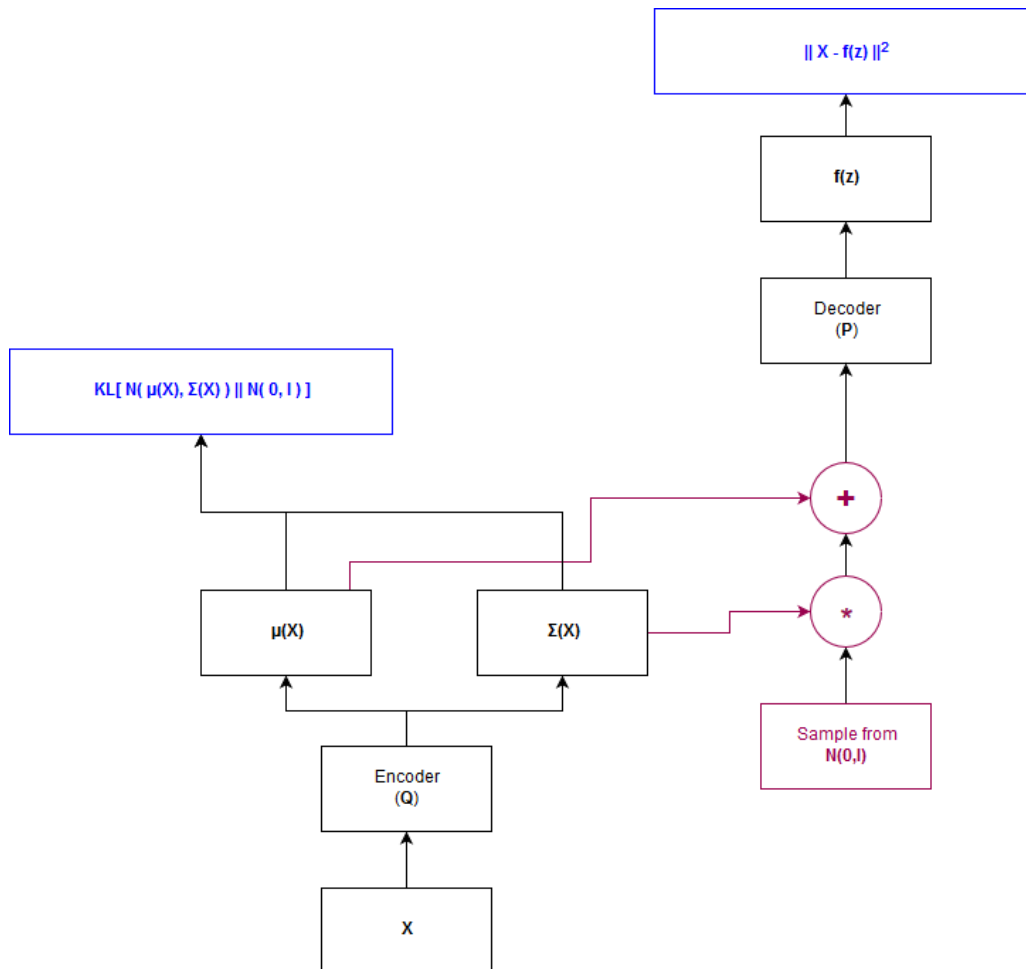 || X - f(z) ||²
f(z)
Decoder
(P)
KL[ N( μ(X), Σ(X) ) || N( 0, I ) ]
+
μ(X)
Σ(X)
*
Sample from
N(0,I)
Encoder
(Q)
X